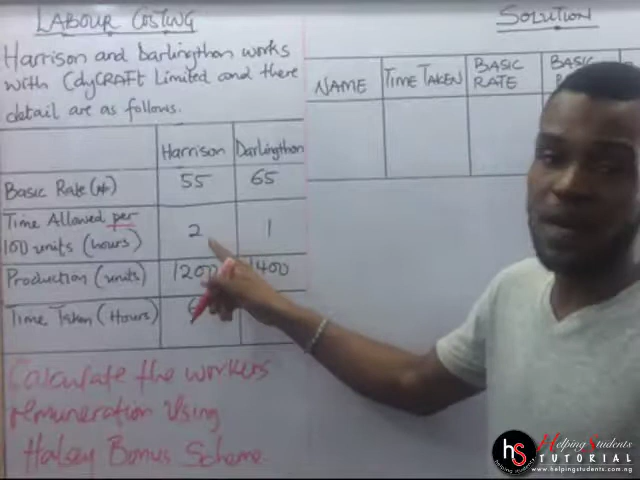 LABOUR COSTING
Harrison and Darlingthon works
with CdyCRAFt Limited and there
detail are as follows.
Harrison Darlingthon
Basic Rate (₦) 55 65
Time Allowed per
100 units (hours) 2 1
Production (units) 1200 1400
Time Taken (Hours)
Calculate the workers
remuneration Using
Halsey Bonus Scheme
SOLUTION
NAME TIME TAKEN BASIC RATE BASIC
hS Helping Students
TUTORIAL
www.helpingstudents.com.ng